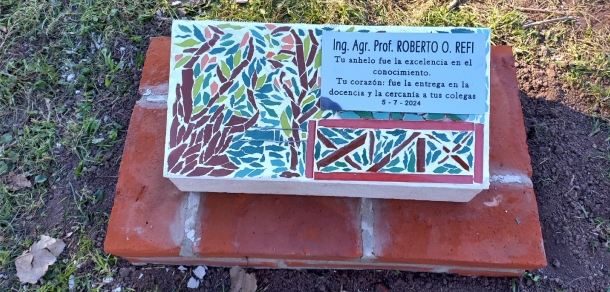 Ing. Agr. Prof. ROBERTO O. REFI
Tu anhelo fue la excelencia en el
conocimiento.
Tu corazón: fue la entrega en la
docencia y la cercanía a tus colegas
5 - 7 - 2024